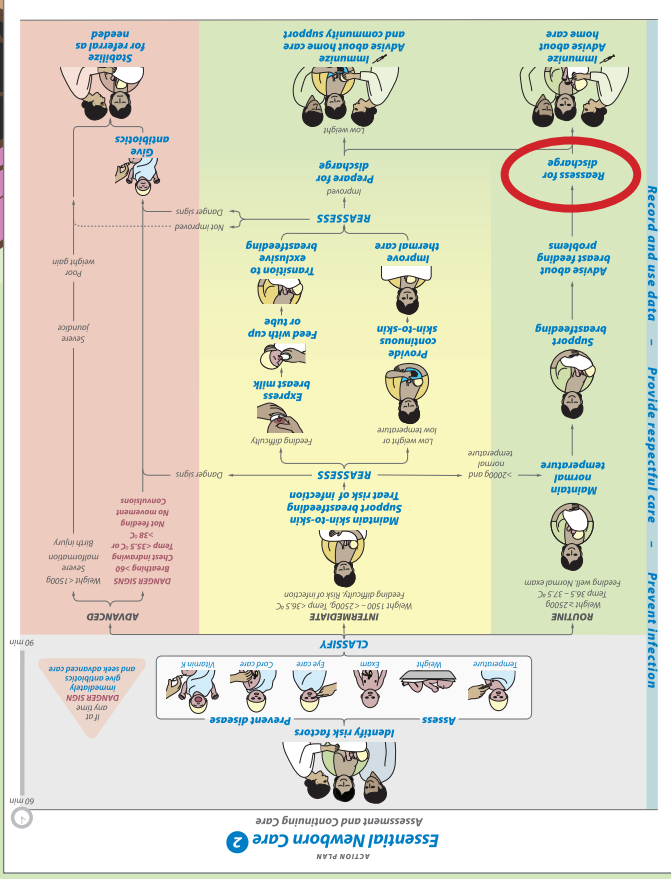 ACTION PLAN
Essential Newborn Care 2
Assessment and Continuing Care
60 min
Identify risk factors
Assess
Prevent disease
Temperature
Weight
Exam
Eye care
Cord care
Vitamin K
If at
any time
DANGER SIGN
immediately
give antibiotics
and seek advanced care
90 min
CLASSIFY
ROUTINE
Weight ≥2500g
Temp 36.5 – 37.5 ºC
Feeding well. Normal exam
Maintain
normal
temperature
Support
breastfeeding
Advise about
breast feeding
problems
Reassess for
discharge
Immunize
Advise about
home care
INTERMEDIATE
Weight 1500 – <2500g, Temp <36.5 ºC
Feeding difficulty, Risk of infection
Maintain skin-to-skin
Support breastfeeding
Treat risk of infection
REASSESS
>2000g and
normal
temperature
Danger signs
Low weight or
low temperature
Provide
continuous
skin-to-skin
Improve
thermal care
Feeding difficulty
Express
breast milk
Feed with cup
or tube
Transition to
exclusive
breastfeeding
REASSESS
Not improved
Danger signs
Improved
Prepare for
discharge
Low weight
Immunize
Advise about home care
and community support
ADVANCED
DANGER SIGNS
Breathing >60
Chest indrawing
Temp <35.5 ºC or
>38 ºC
Not feeding
No movement
Convulsions
Weight <1500g
Severe
malformation
Birth injury
Severe
jaundice
Poor
weight gain
Give
antibiotics
Stabilize
for referral as
needed
Prevent infection – Provide respectful care – Record and use data